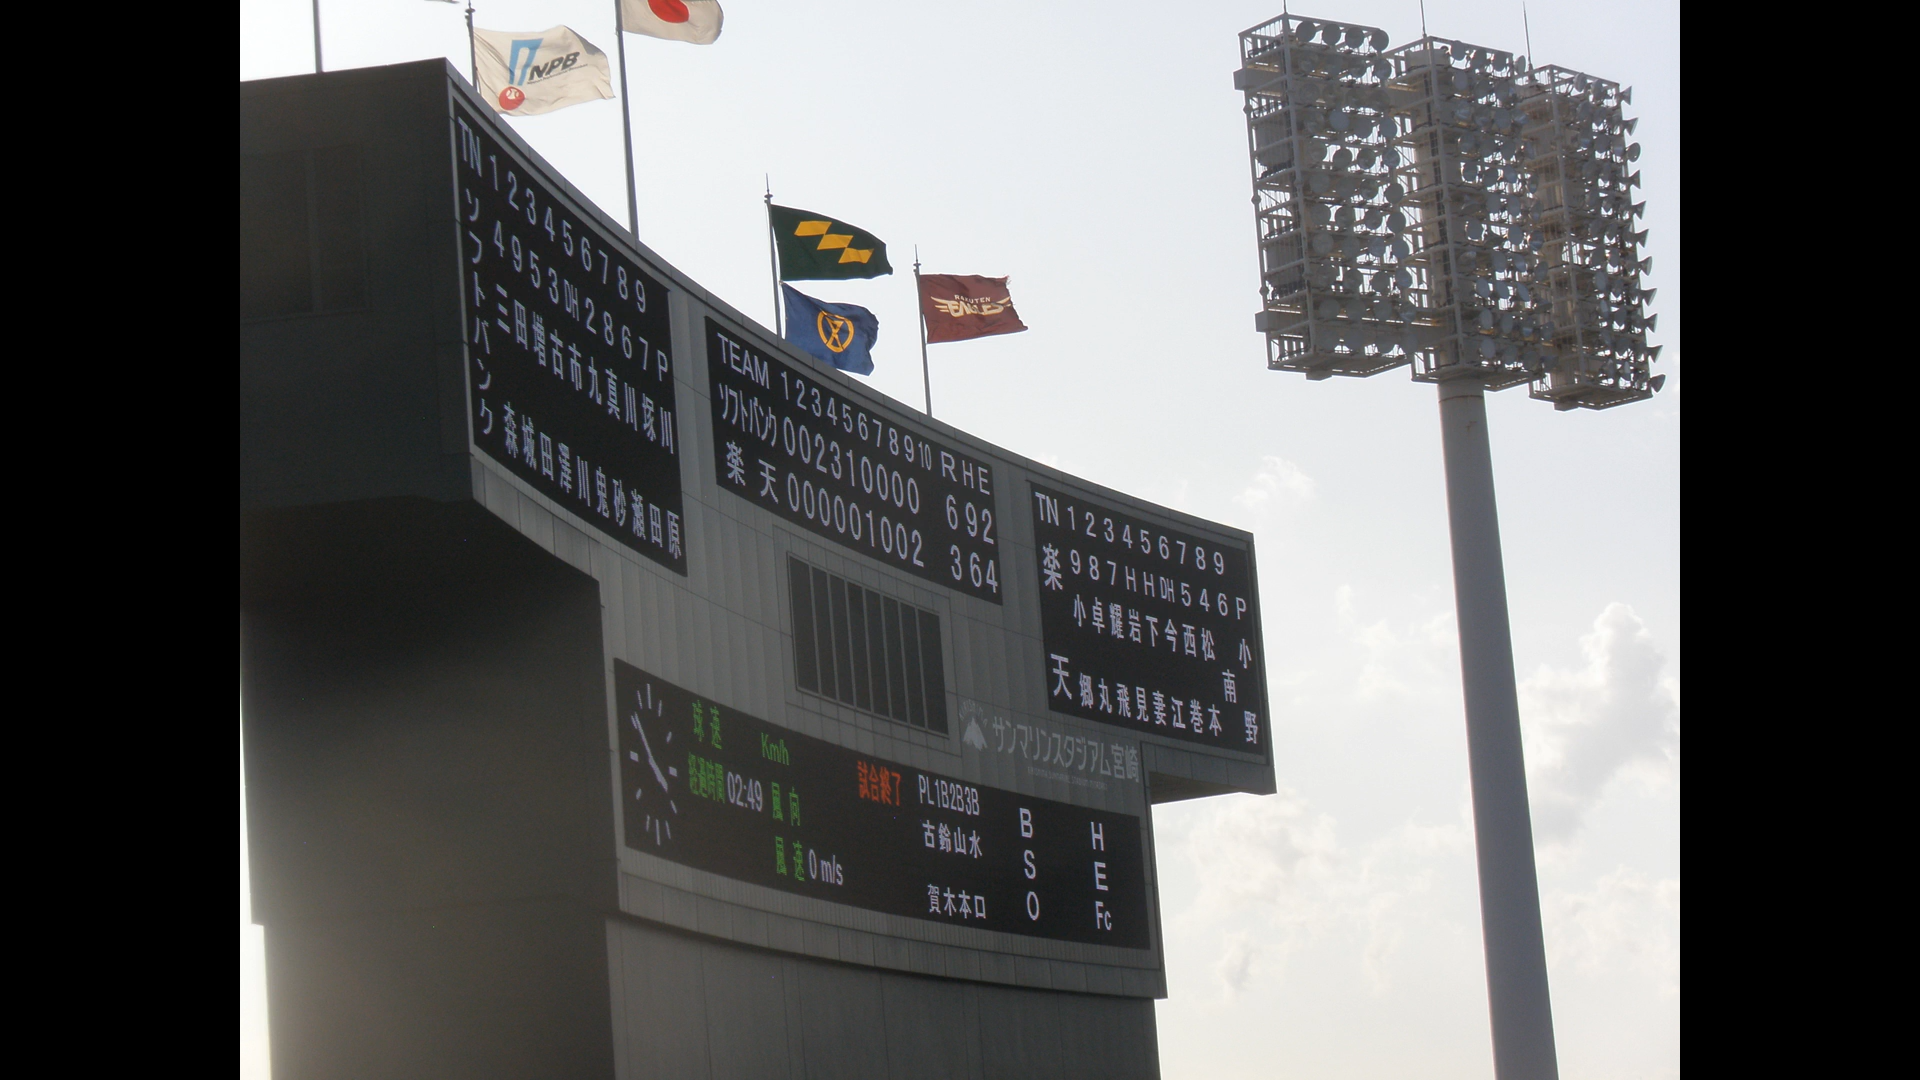 NPB
RAKUTEN
EAGLES
TN 1 2 3 4 5 6 7 8 9
ソフトバンク
4 9 5 3 DH 2 8 6 7 P
三 田 増 古 市 九 真 川 塚 川
森 城 田 澤 川 鬼 砂 瀬 田 原
TEAM 1 2 3 4 5 6 7 8 9 10 R H E
ソフトバンク 0 0 2 3 1 0 0 0 0 6 9 2
楽 天 0 0 0 0 0 1 0 0 2 3 6 4
TN 1 2 3 4 5 6 7 8 9
楽天
9 8 7 H H DH 5 4 6 P
小 卓 耀 岩 下 今 西 松 小
南
郷 丸 飛 見 妻 江 巻 本 野
サンマリンスタジアム宮崎
球 速 Km/h
経過時間 02:49 風 向
風 速 0 m/s
試合終了
PL 1B 2B 3B
古 鈴 山 水
賀 木 本 口
B H
S E
O Fc